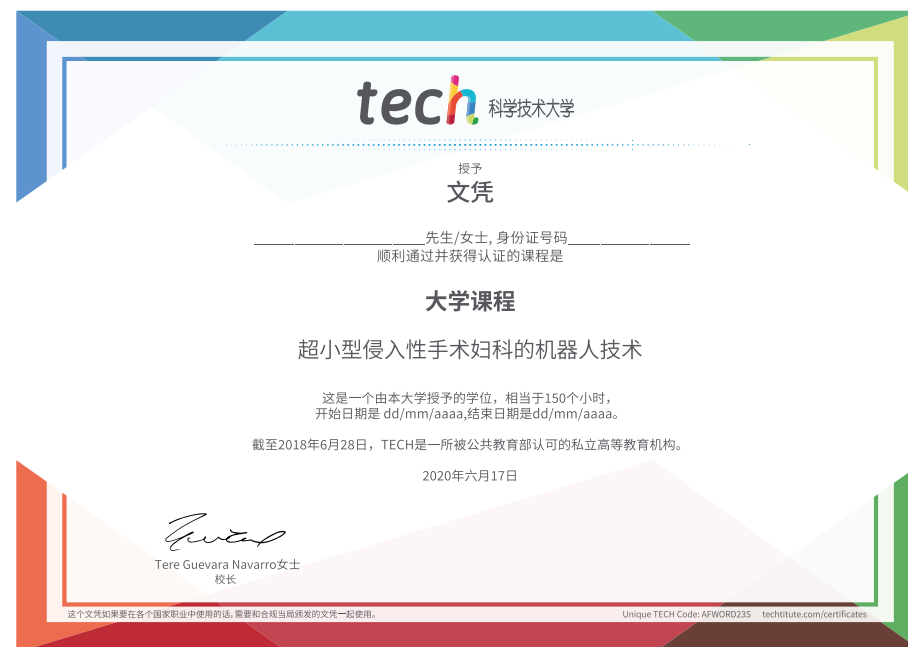 tech 科学技术大学
授予
文凭
先生/女士, 身份证号码
顺利通过并获得认证的课程是
大学课程
超小型侵入性手术妇科的机器人技术
这是一个由本大学授予的学位，相当于150个小时，
开始日期是 dd/mm/aaaa,结束日期是dd/mm/aaaa。
截至2018年6月28日，TECH是一所被公共教育部认可的私立高等教育机构。
2020年六月17日
Tere Guevara Navarro女士
校长
这个文凭如果要在各个国家职业中使用的话,需要和合规当局颁发的文凭一起使用。
Unique TECH Code: AFWORD23S techtitute.com/certificates